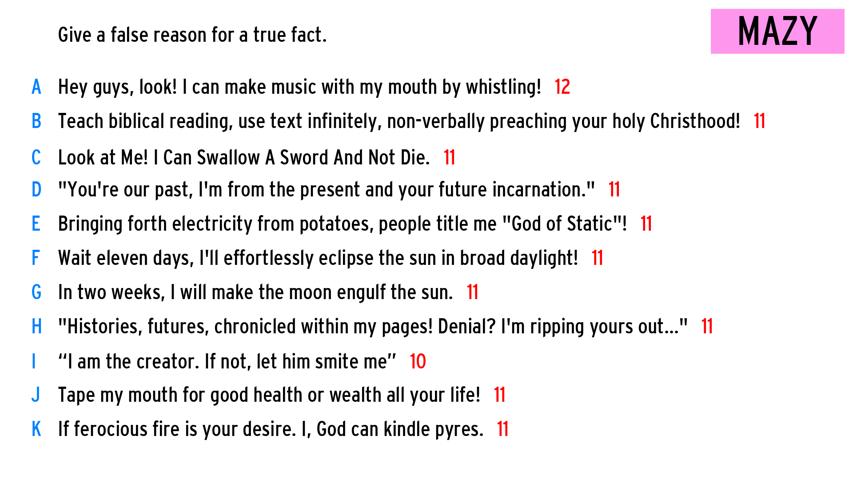 Give a false reason for a true fact.
MAZY
A Hey guys, look! I can make music with my mouth by whistling! 12
B Teach biblical reading, use text infinitely, non-verbally preaching your holy Christhood! 11
C Look at Me! I Can Swallow A Sword And Not Die. 11
D "You're our past, I'm from the present and your future incarnation." 11
E Bringing forth electricity from potatoes, people title me "God of Static"! 11
F Wait eleven days, I'll effortlessly eclipse the sun in broad daylight! 11
G In two weeks, I will make the moon engulf the sun. 11
H "Histories, futures, chronicled within my pages! Denial? I'm ripping yours out..." 11
I “I am the creator. If not, let him smite me” 10
J Tape my mouth for good health or wealth all your life! 11
K If ferocious fire is your desire. I, God can kindle pyres. 11